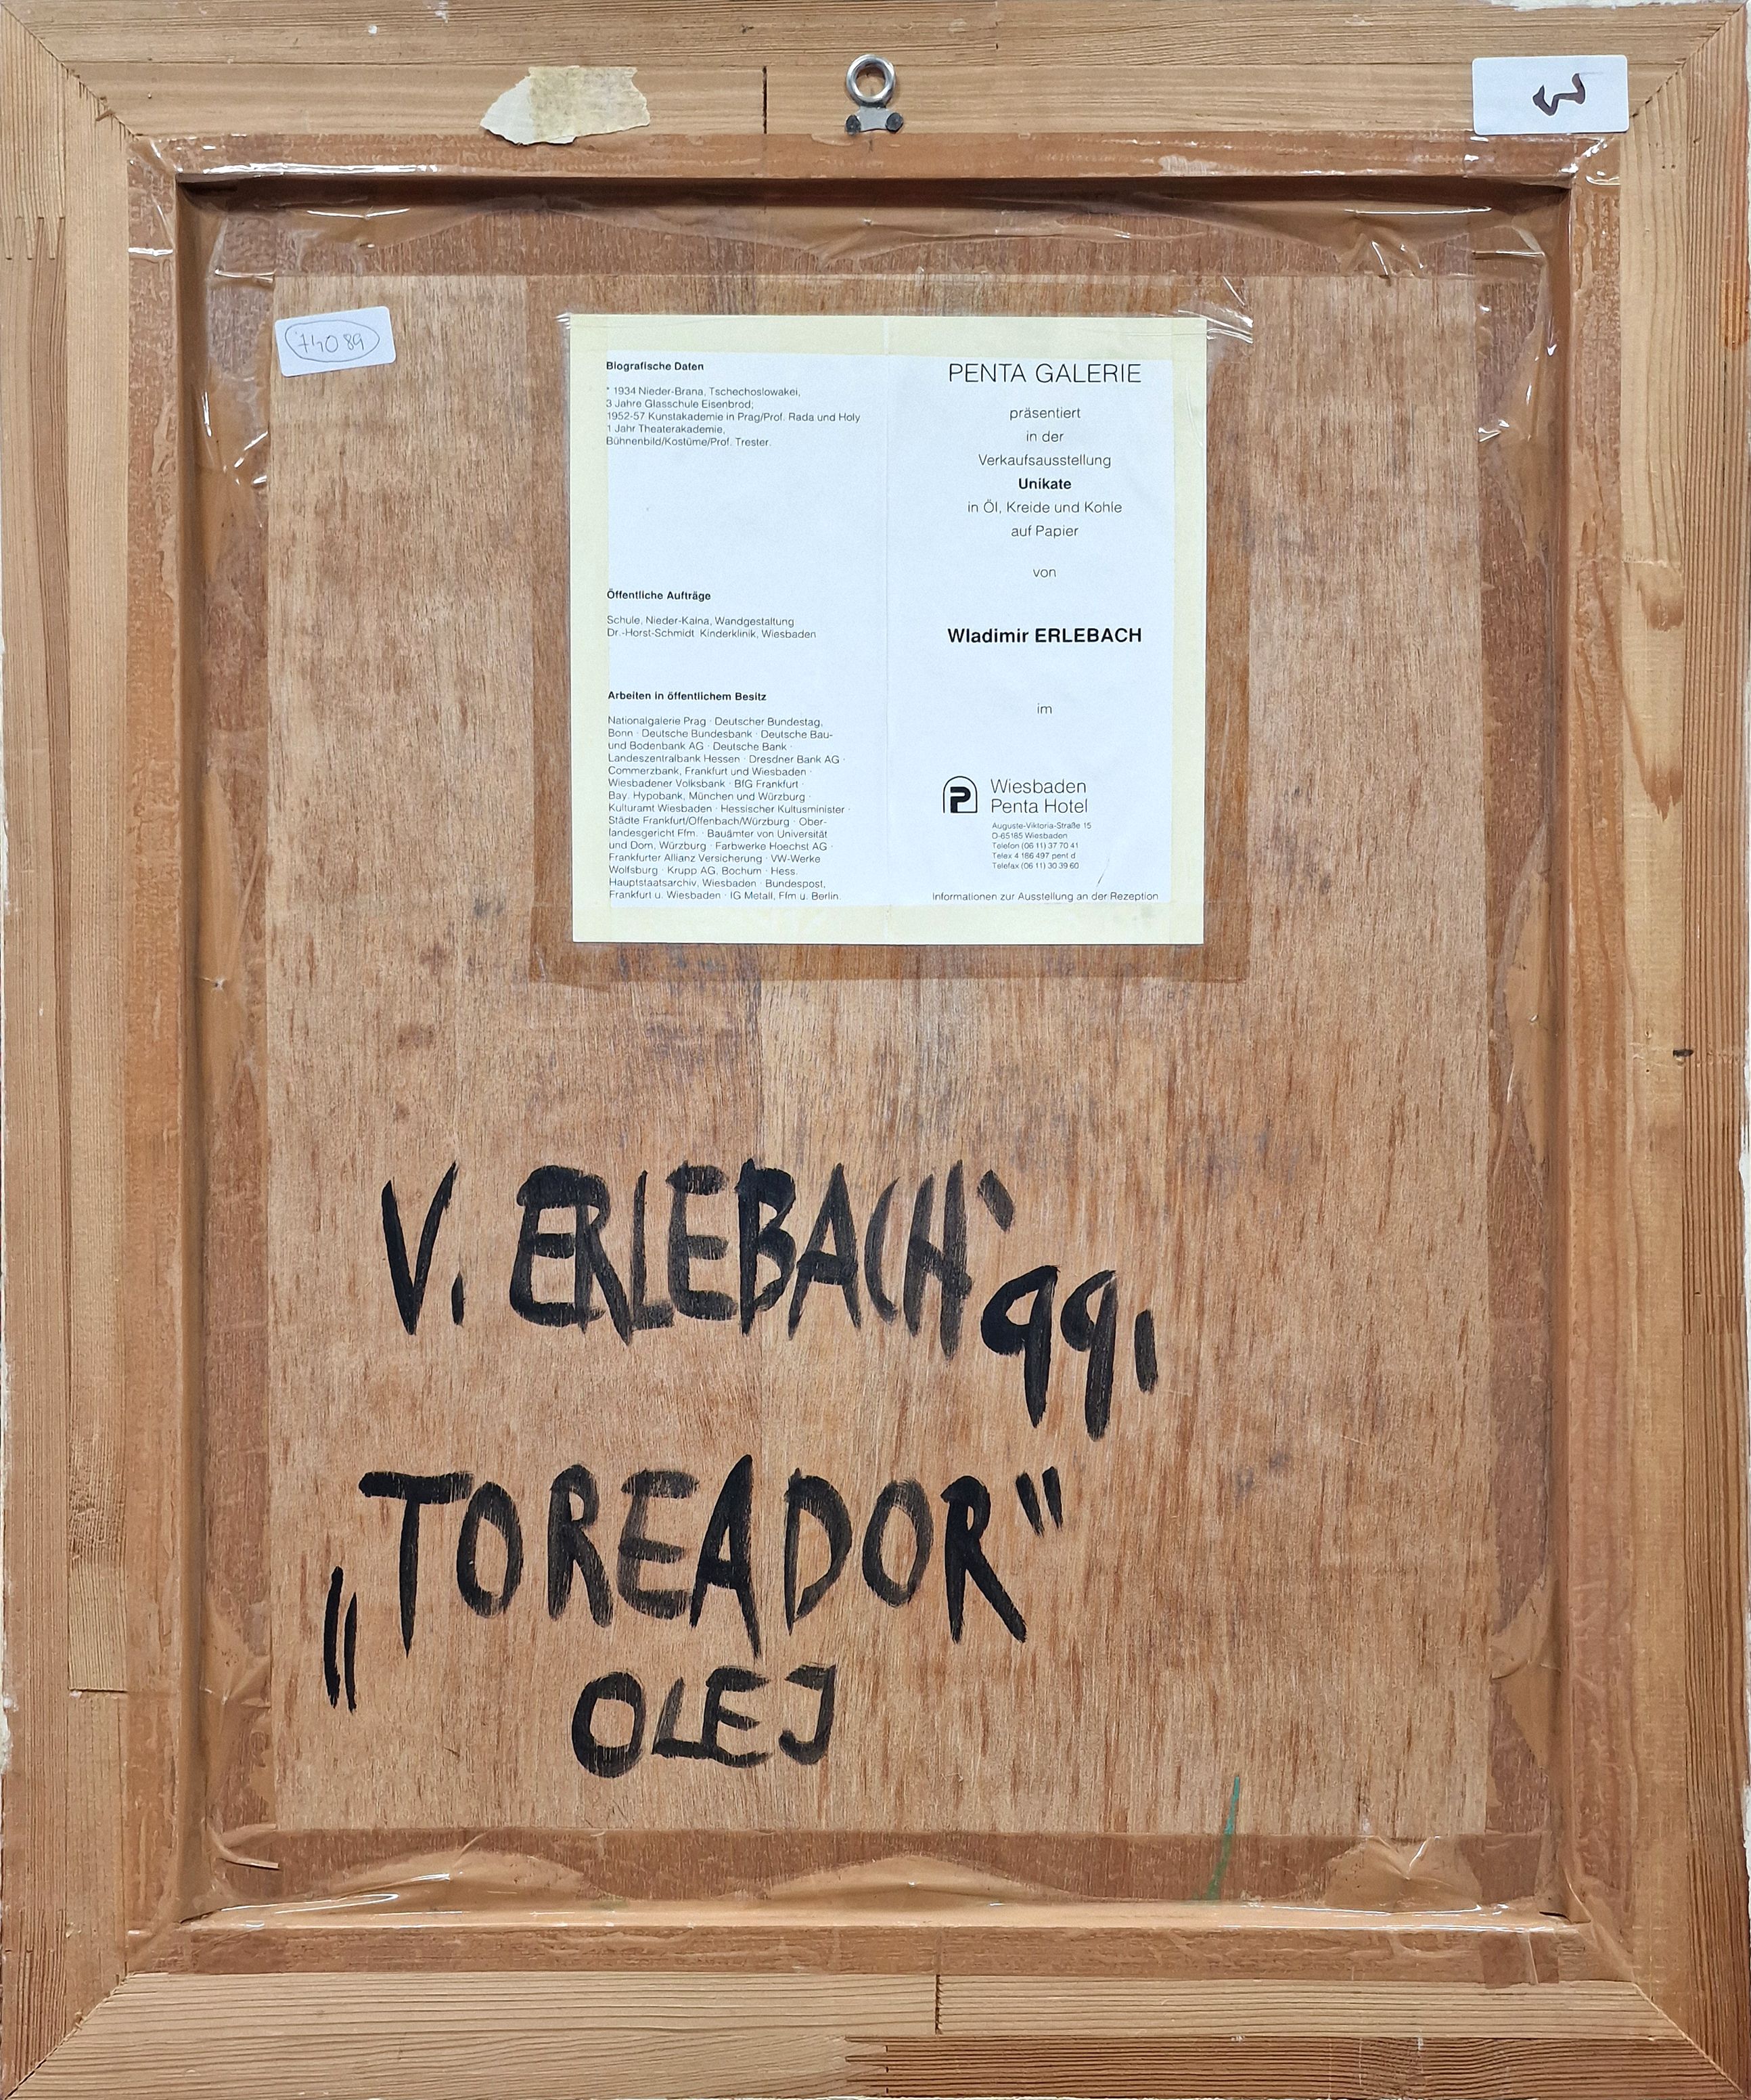 3
74089
Biografische Daten
* 1934 Nieder-Brana, Tschechoslowakei,
3 Jahre Glasschule Eisenbrod;
1952-57 Kunstakademie in Prag/Prof. Rada und Holy
1 Jahr Theaterakademie,
Bühnenbild/Kostüme/Prof. Trester.
Öffentliche Aufträge
Schule, Nieder-Kalna, Wandgestaltung
Dr.-Horst-Schmidt Kinderklinik, Wiesbaden
Arbeiten in öffentlichem Besitz
Nationalgalerie Prag · Deutscher Bundestag,
Bonn · Deutsche Bundesbank · Deutsche Bau-
und Bodenbank AG · Deutsche Bank ·
Landeszentralbank Hessen · Dresdner Bank AG ·
Commerzbank, Frankfurt und Wiesbaden ·
Wiesbadener Volksbank · BfG Frankfurt ·
Bay. Hypobank, München und Würzburg ·
Kulturamt Wiesbaden · Hessischer Kultusminister ·
Städte Frankfurt/Offenbach/Würzburg · Ober-
landesgericht Ffm. · Bauämter von Universität
und Dom, Würzburg · Farbwerke Hoechst AG ·
Frankfurter Allianz Versicherung · VW-Werke
Wolfsburg · Krupp AG, Bochum · Hess.
Hauptstaatsarchiv, Wiesbaden · Bundespost,
Frankfurt u. Wiesbaden · IG Metall, Ffm u. Berlin.
PENTA GALERIE
präsentiert
in der
Verkaufsausstellung
Unikate
in Öl, Kreide und Kohle
auf Papier
von
Wladimir ERLEBACH
im
P
Wiesbaden
Penta Hotel
Auguste-Viktoria-Straße 15
D-65185 Wiesbaden
Telefon (06 11) 37 70 41
Telex 4 186 497 pent d
Telefax (06 11) 30 39 60
Informationen zur Ausstellung an der Rezeption
V. ERLEBACH '99.
„TOREADOR"
OLEJ